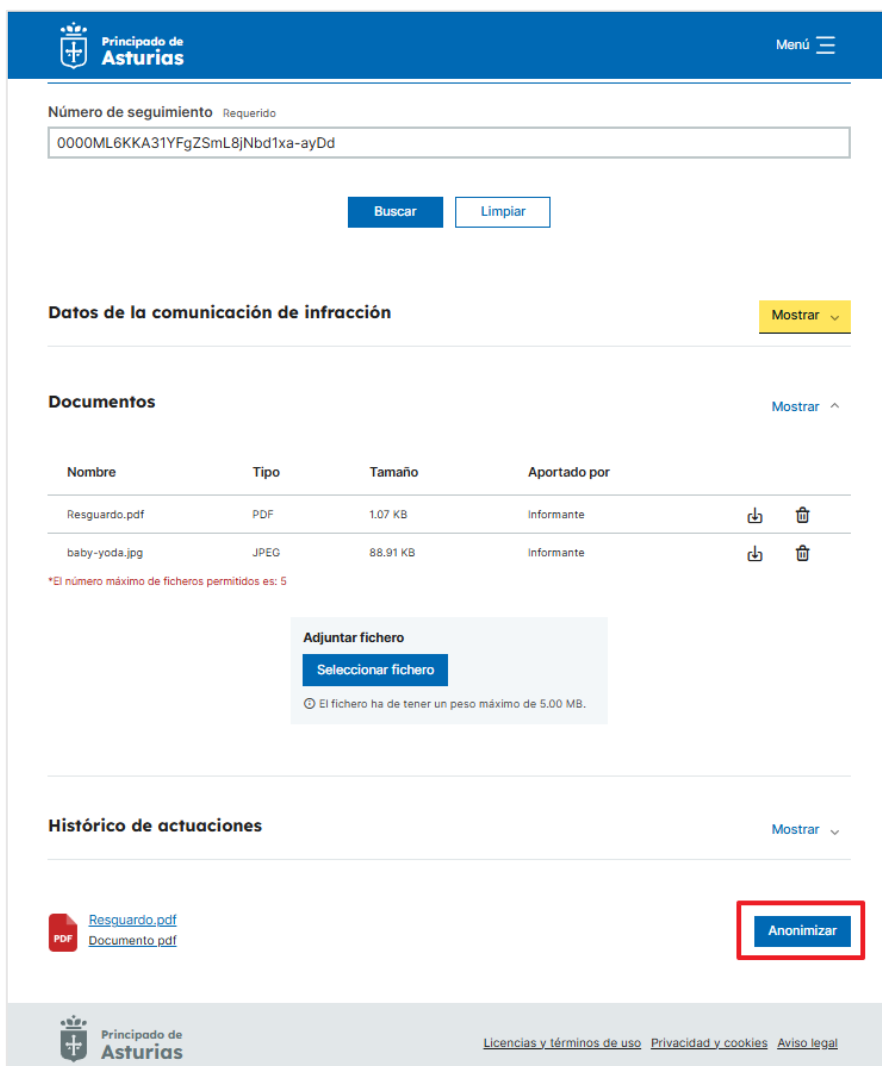 Principado de
Asturias
Menú
Número de seguimiento Requerido
0000ML6KKA31YFgZSmL8jNbd1xa-ayDd
Buscar Limpiar
Datos de la comunicación de infracción Mostrar
Documentos Mostrar
Nombre Tipo Tamaño Aportado por
Resguardo.pdf PDF 1.07 KB Informante
baby-yoda.jpg JPEG 88.91 KB Informante
*El número máximo de ficheros permitidos es: 5
Adjuntar fichero
Seleccionar fichero
El fichero ha de tener un peso máximo de 5.00 MB.
Histórico de actuaciones Mostrar
PDF
Resguardo.pdf
Documento pdf
Anonimizar
Principado de
Asturias
Licencias y términos de uso Privacidad y cookies Aviso legal